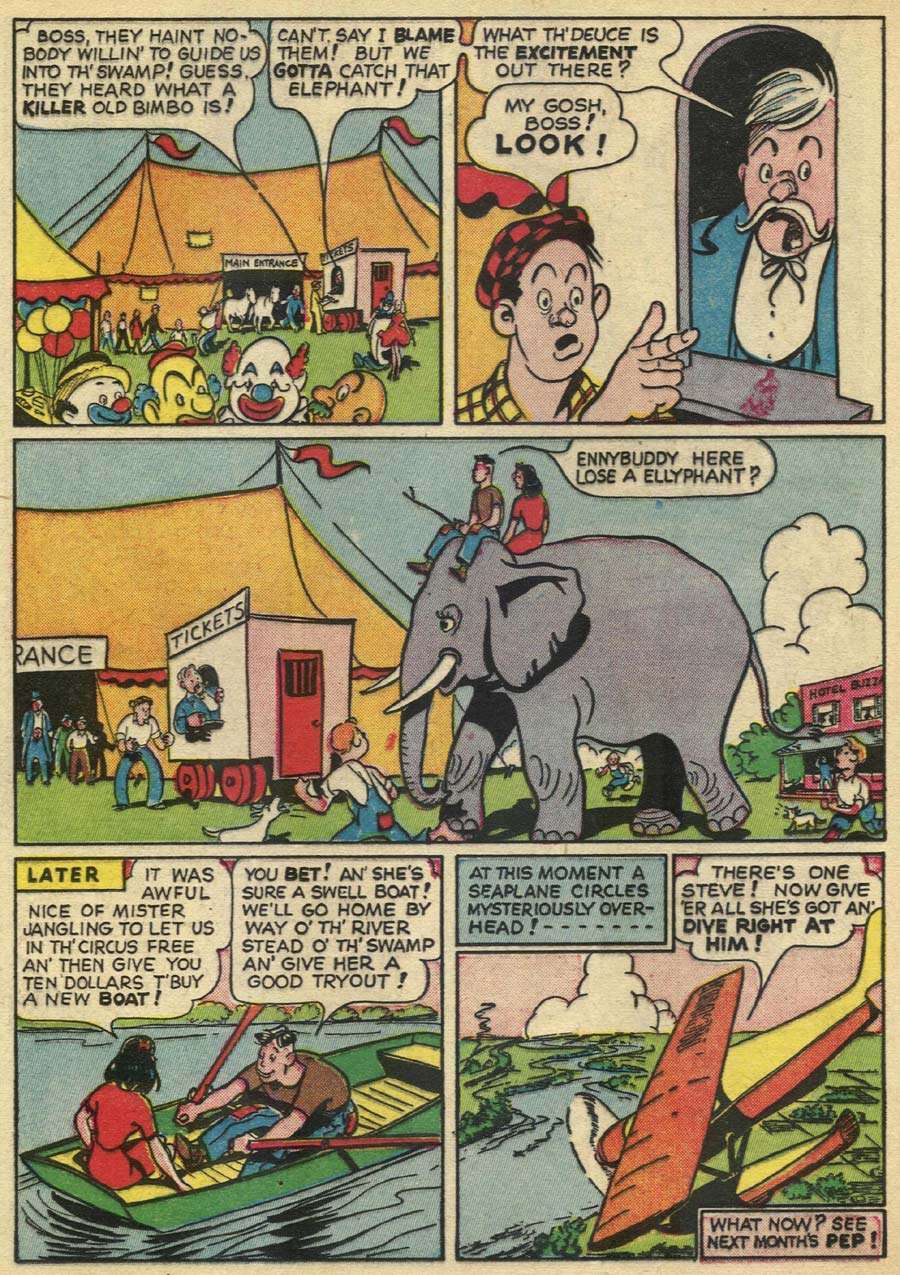 BOSS, THEY HAINT NO-
BODY WILLIN' TO GUIDE US
INTO TH' SWAMP! GUESS
THEY HEARD WHAT A
KILLER OLD BIMBO IS!
CAN'T SAY I BLAME
THEM! BUT WE
GOTTA CATCH THAT
ELEPHANT!
MAIN ENTRANCE
TICKETS
WHAT TH' DEUCE IS
THE EXCITEMENT
OUT THERE?
MY GOSH,
BOSS!
LOOK!
ENNYBUDDY HERE
LOSE A ELLYPHANT?
RANCE
TICKETS
HOTEL BUZZA
LATER
IT WAS
AWFUL
NICE OF MISTER
JANGLING TO LET US
IN TH' CIRCUS FREE
AN' THEN GIVE YOU
TEN DOLLARS T'BUY
A NEW BOAT!
YOU BET! AN' SHE'S
SURE A SWELL BOAT!
WE'LL GO HOME BY
WAY O' TH' RIVER
STEAD O' TH' SWAMP
AN' GIVE HER A
GOOD TRYOUT!
AT THIS MOMENT A
SEAPLANE CIRCLES
MYSTERIOUSLY OVER-
HEAD! - - - - - - -
THERE'S ONE
STEVE! NOW GIVE
'ER ALL SHE'S GOT AN'
DIVE RIGHT AT
HIM!
WHAT NOW? SEE
NEXT MONTH'S PEP!